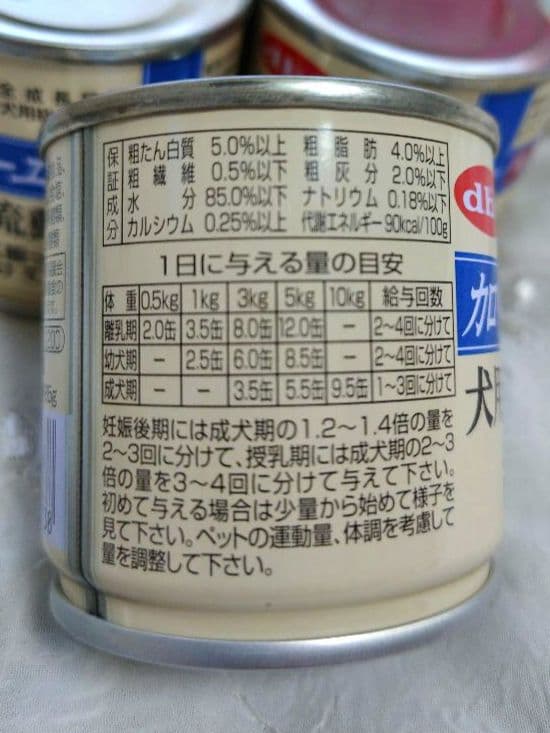 保証成分
粗たん白質 5.0%以上 粗脂肪 4.0%以上
粗繊維 0.5%以下 粗灰分 2.0%以下
水分 85.0%以下 ナトリウム 0.18%以下
カルシウム 0.25%以上 代謝エネルギー 90kcal/100g
1日に与える量の目安
体重 0.5kg 1kg 3kg 5kg 10kg 給与回数
離乳期 2.0缶 3.5缶 8.0缶 12.0缶 − 2〜4回に分けて
幼犬期 − 2.5缶 6.0缶 8.5缶 − 2〜4回に分けて
成犬期 − − 3.5缶 5.5缶 9.5缶 1〜3回に分けて
妊娠後期には成犬期の1.2〜1.4倍の量を
2〜3回に分けて、授乳期には成犬期の2〜3
倍の量を3〜4回に分けて与えて下さい。
初めて与える場合は少量から始めて様子を
見て下さい。ペットの運動量、体調を考慮して
量を調整して下さい。
カロ
犬用